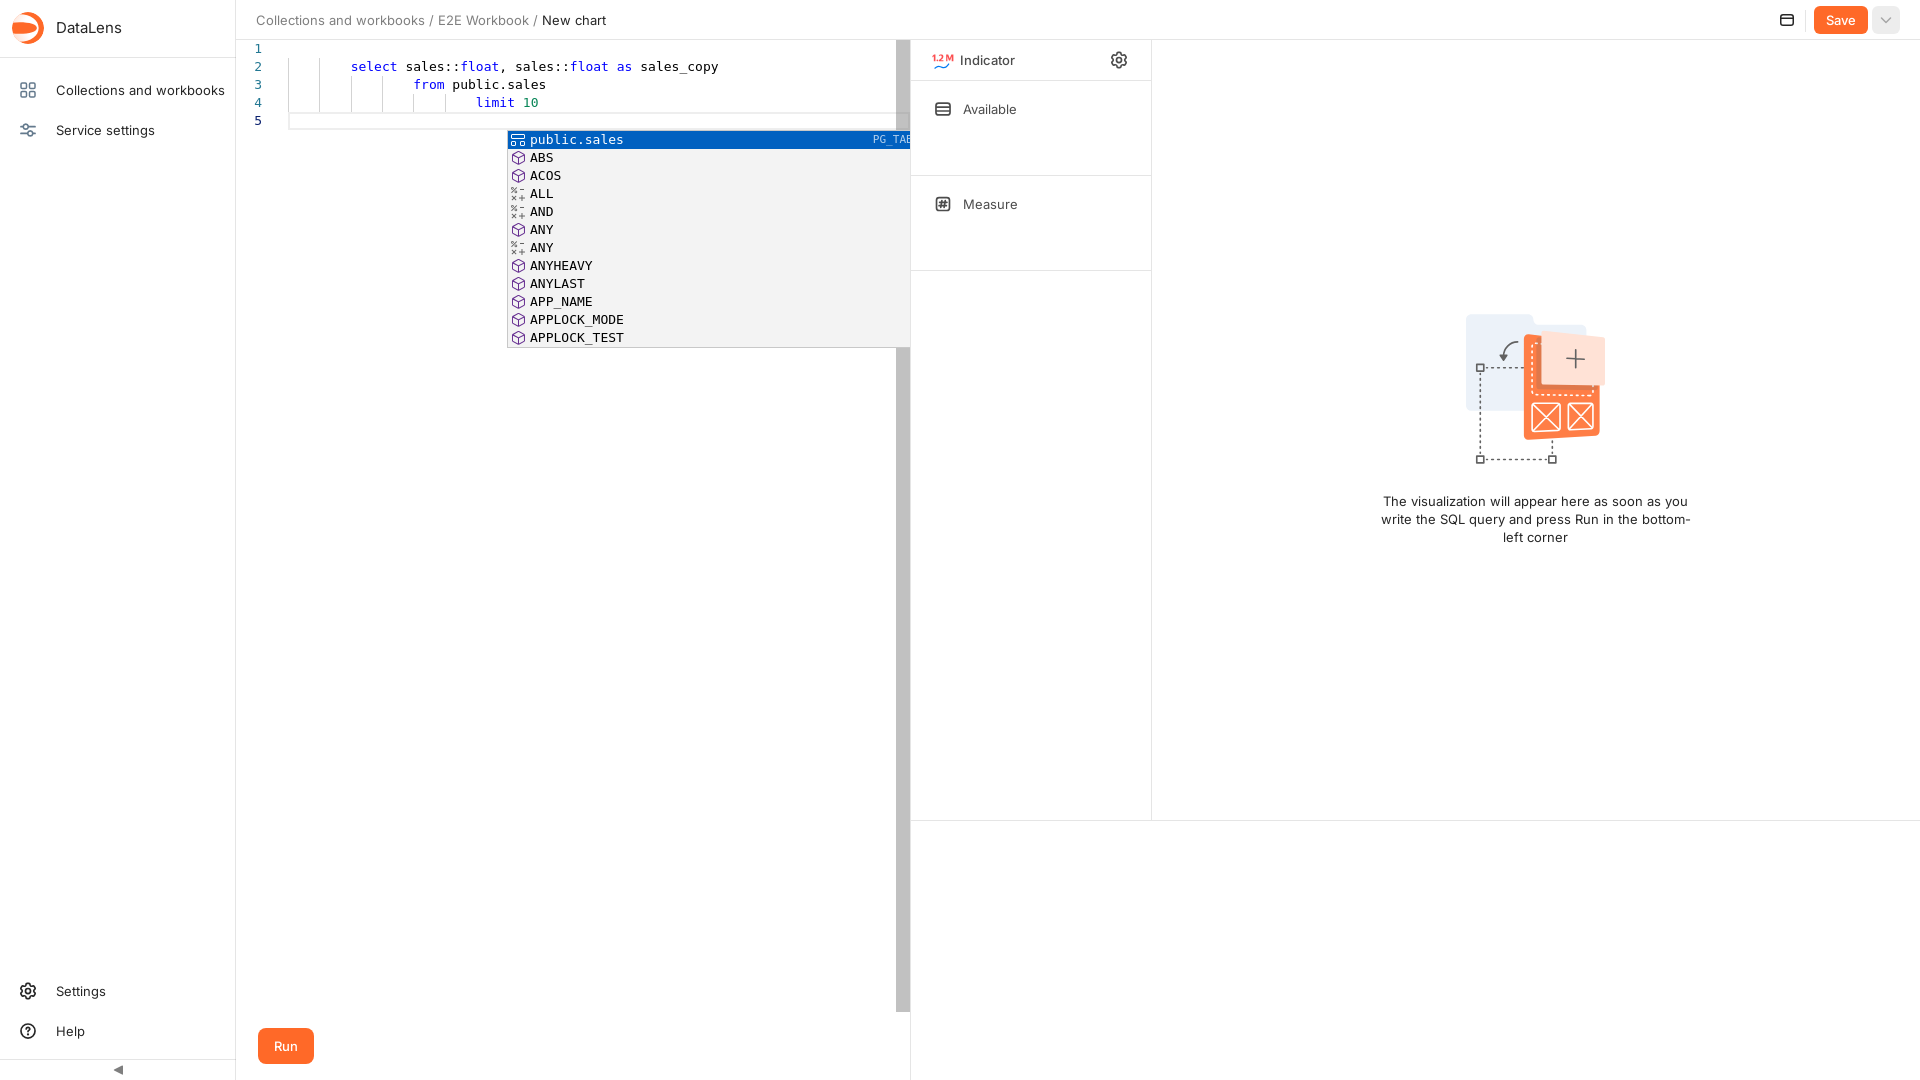 DataLens
Collections and workbooks
Service settings
Settings
Help
Collections and workbooks / E2E Workbook / New chart
Save
1
2 select sales::float, sales::float as sales_copy
3 from public.sales
4 limit 10
5
public.sales
ABS
ACOS
ALL
AND
ANY
ANY
ANYHEAVY
ANYLAST
APP_NAME
APPLOCK_MODE
APPLOCK_TEST
Run
1.2M Indicator
Available
Measure
The visualization will appear here as soon as you
write the SQL query and press Run in the bottom-
left corner